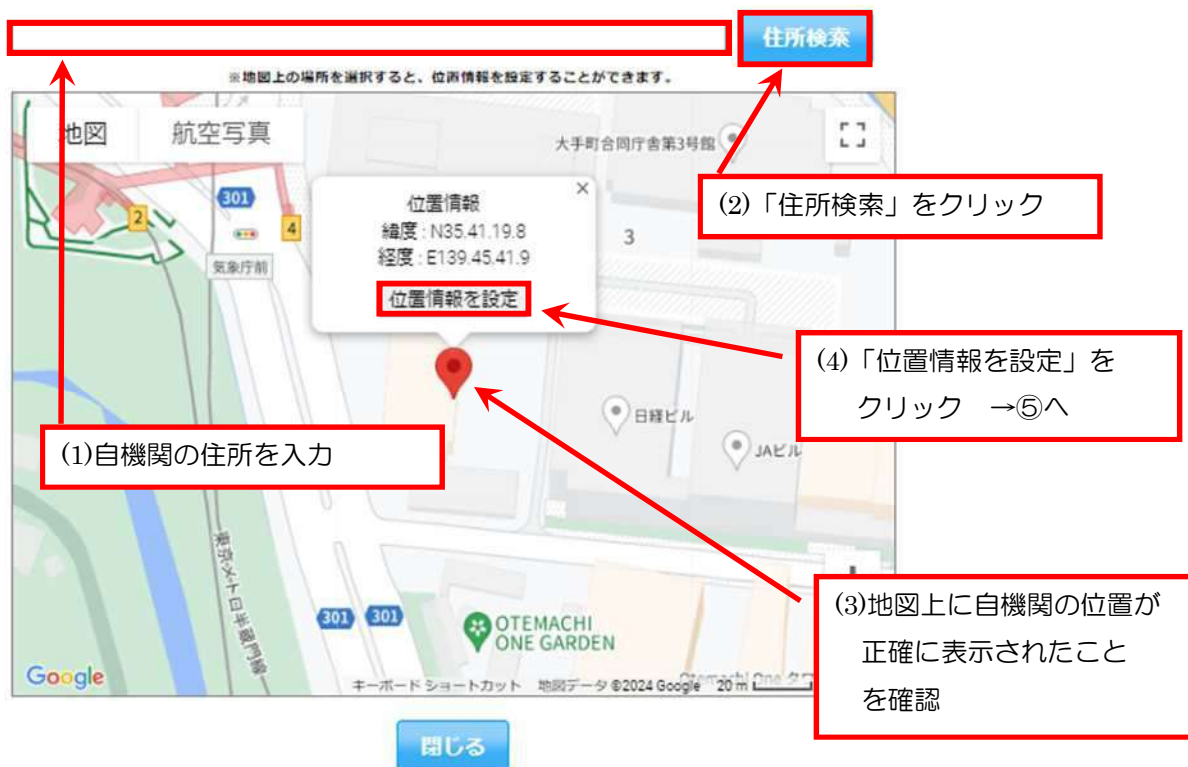 住所検索
※地図上の場所を選択すると、位置情報を設定することができます。
地図
航空写真
大手町合同庁舎第3号館
(2)「住所検索」をクリック
301
2
4
気象庁前
位置情報
緯度 : N35.41.19.8
経度 : E139.45.41.9
位置情報を設定
×
3
(4)「位置情報を設定」を
クリック　→⑤へ
日経ビル
JAビル
(1)自機関の住所を入力
東京メトロ半蔵門線
(3)地図上に自機関の位置が
正確に表示されたこと
を確認
301
301
OTEMACHI
ONE GARDEN
Google
キーボード ショートカット
地図データ ©2024 Google
20 m
閉じる